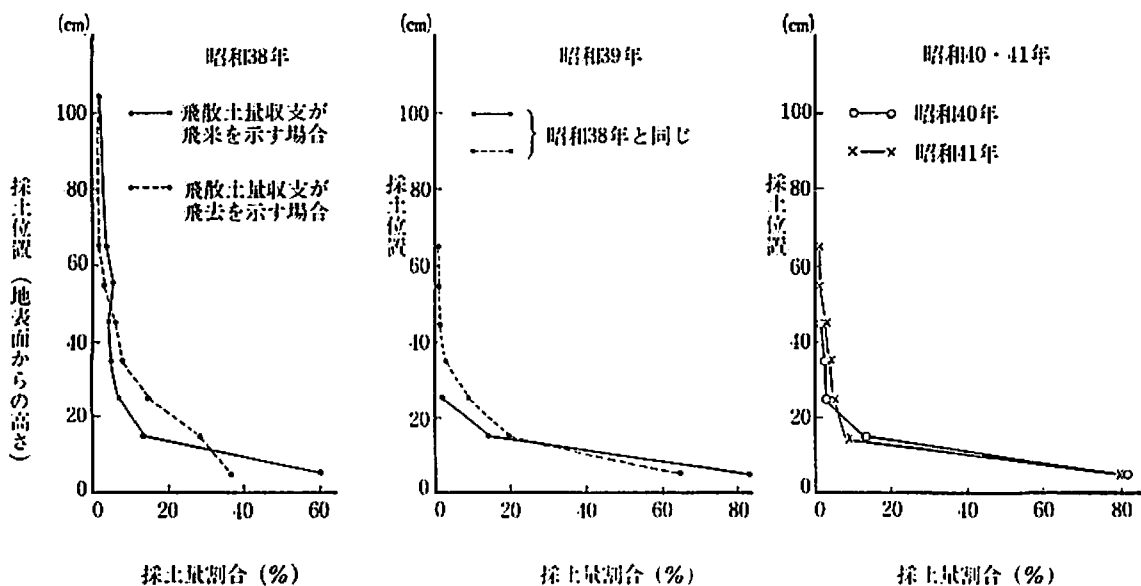 (cm)
昭和38年
飛散土量収支が
飛来を示す場合
飛散土量収支が
飛去を示す場合
採土位置(地表面からの高さ)
100
80
60
40
20
0
0 20 40 60
採土量割合(%)
(cm)
昭和39年
昭和38年と同じ
採土位置
100
80
60
40
20
0
0 20 40 60 80
採土量割合(%)
(cm)
昭和40・41年
昭和40年
昭和41年
採土位置
100
80
60
40
20
0
0 20 40 60 80
採土量割合(%)